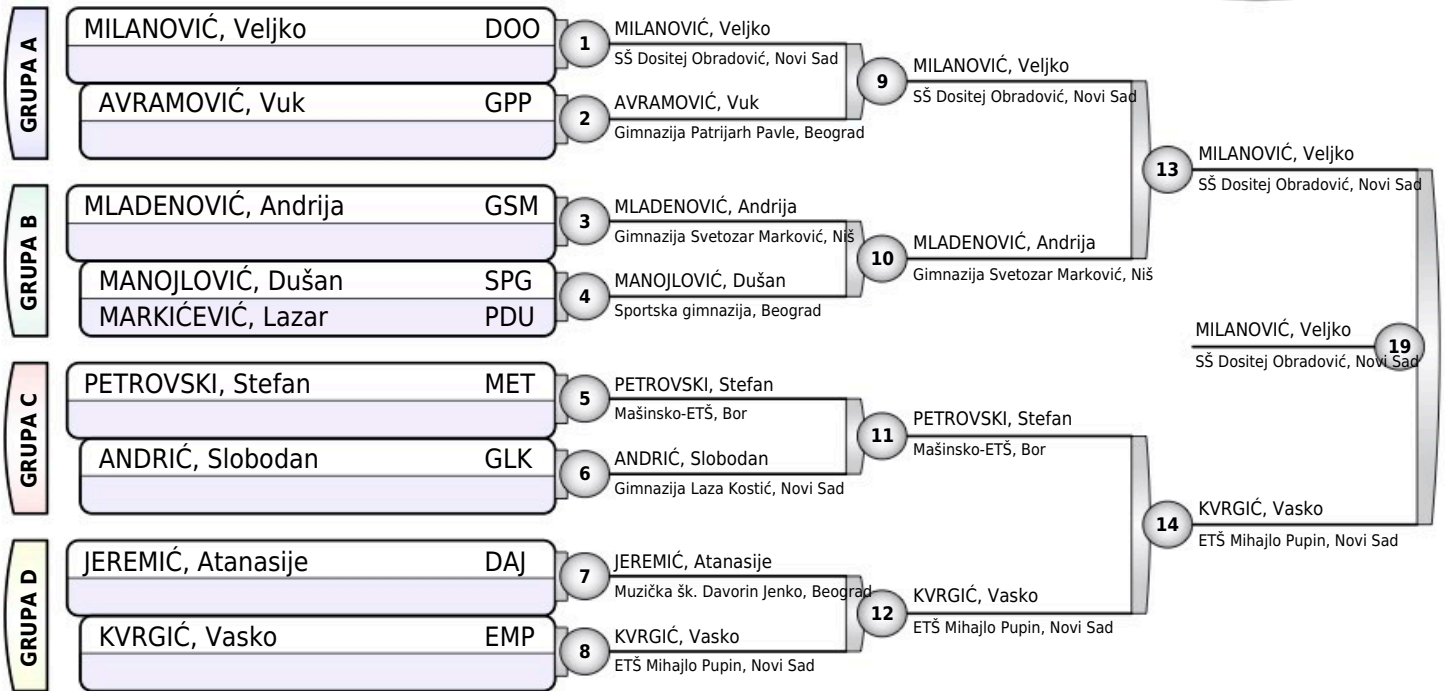 GRUPA A
MILANOVIĆ, Veljko DOO
AVRAMOVIĆ, Vuk GPP
GRUPA B
MLADENOVIĆ, Andrija GSM
MANOJLOVIĆ, Dušan SPG
MARKIĆEVIĆ, Lazar PDU
GRUPA C
PETROVSKI, Stefan MET
ANDRIĆ, Slobodan GLK
GRUPA D
JEREMIĆ, Atanasije DAJ
KVRGIĆ, Vasko EMP
1
MILANOVIĆ, Veljko
SŠ Dositej Obradović, Novi Sad
2
AVRAMOVIĆ, Vuk
Gimnazija Patrijarh Pavle, Beograd
3
MLADENOVIĆ, Andrija
Gimnazija Svetozar Marković, Niš
4
MANOJLOVIĆ, Dušan
Sportska gimnazija, Beograd
5
PETROVSKI, Stefan
Mašinsko-ETŠ, Bor
6
ANDRIĆ, Slobodan
Gimnazija Laza Kostić, Novi Sad
7
JEREMIĆ, Atanasije
Muzička šk. Davorin Jenko, Beograd
8
KVRGIĆ, Vasko
ETŠ Mihajlo Pupin, Novi Sad
9
MILANOVIĆ, Veljko
SŠ Dositej Obradović, Novi Sad
10
MLADENOVIĆ, Andrija
Gimnazija Svetozar Marković, Niš
11
PETROVSKI, Stefan
Mašinsko-ETŠ, Bor
12
KVRGIĆ, Vasko
ETŠ Mihajlo Pupin, Novi Sad
13
MILANOVIĆ, Veljko
SŠ Dositej Obradović, Novi Sad
14
KVRGIĆ, Vasko
ETŠ Mihajlo Pupin, Novi Sad
MILANOVIĆ, Veljko
SŠ Dositej Obradović, Novi Sad
19